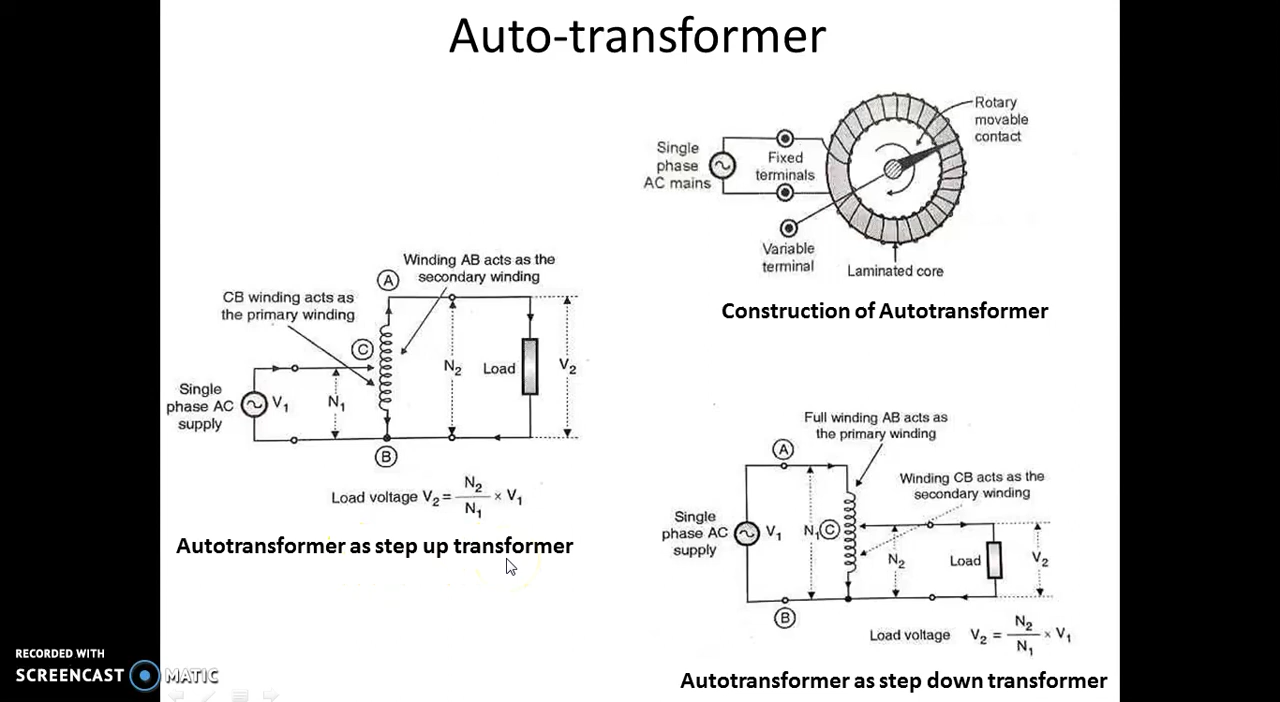 Auto-transformer
Rotary
movable
contact
Single
phase
AC mains
Fixed
terminals
Variable
terminal
Laminated core
Construction of Autotransformer
Winding AB acts as the
secondary winding
CB winding acts as
the primary winding
A
C
B
Single
phase AC
supply
V1
N1
N2
Load
V2
Load voltage V2 = N2
N1
× V1
Autotransformer as step up transformer
Full winding AB acts as
the primary winding
Winding CB acts as the
secondary winding
A
Single
phase AC
supply
V1
N1
C
N2
Load
V2
B
Load voltage V2 = N2
N1
× V1
Autotransformer as step down transformer
RECORDED WITH
SCREENCAST MATIC